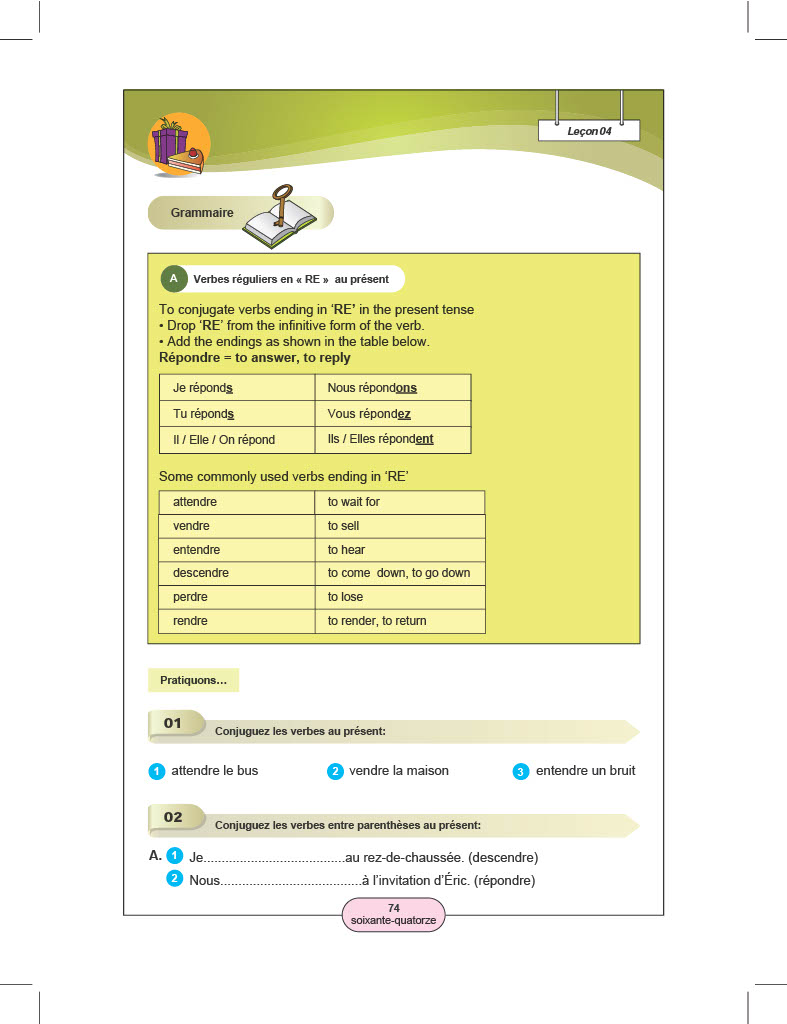 Leçon 04
Grammaire
A Verbes réguliers en « RE » au présent
To conjugate verbs ending in ‘RE’ in the present tense
• Drop ‘RE’ from the infinitive form of the verb.
• Add the endings as shown in the table below.
Répondre = to answer, to reply
Je réponds Nous répondons
Tu réponds Vous répondez
Il / Elle / On répond Ils / Elles répondent
Some commonly used verbs ending in ‘RE’
attendre to wait for
vendre to sell
entendre to hear
descendre to come down, to go down
perdre to lose
rendre to render, to return
Pratiquons…
01 Conjuguez les verbes au présent:
1 attendre le bus 2 vendre la maison 3 entendre un bruit
02 Conjuguez les verbes entre parenthèses au présent:
A. 1 Je.......................................au rez-de-chaussée. (descendre)
2 Nous.......................................à l’invitation d’Éric. (répondre)
74
soixante-quatorze